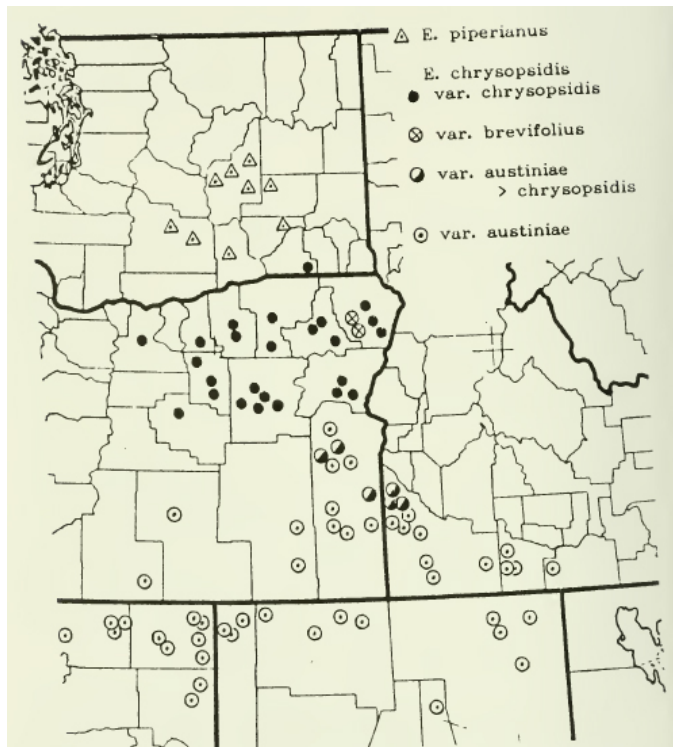 E. piperianus
E. chrysopsidis
var. chrysopsidis
var. brevifolius
var. austiniae
> chrysopsidis
var. austiniae